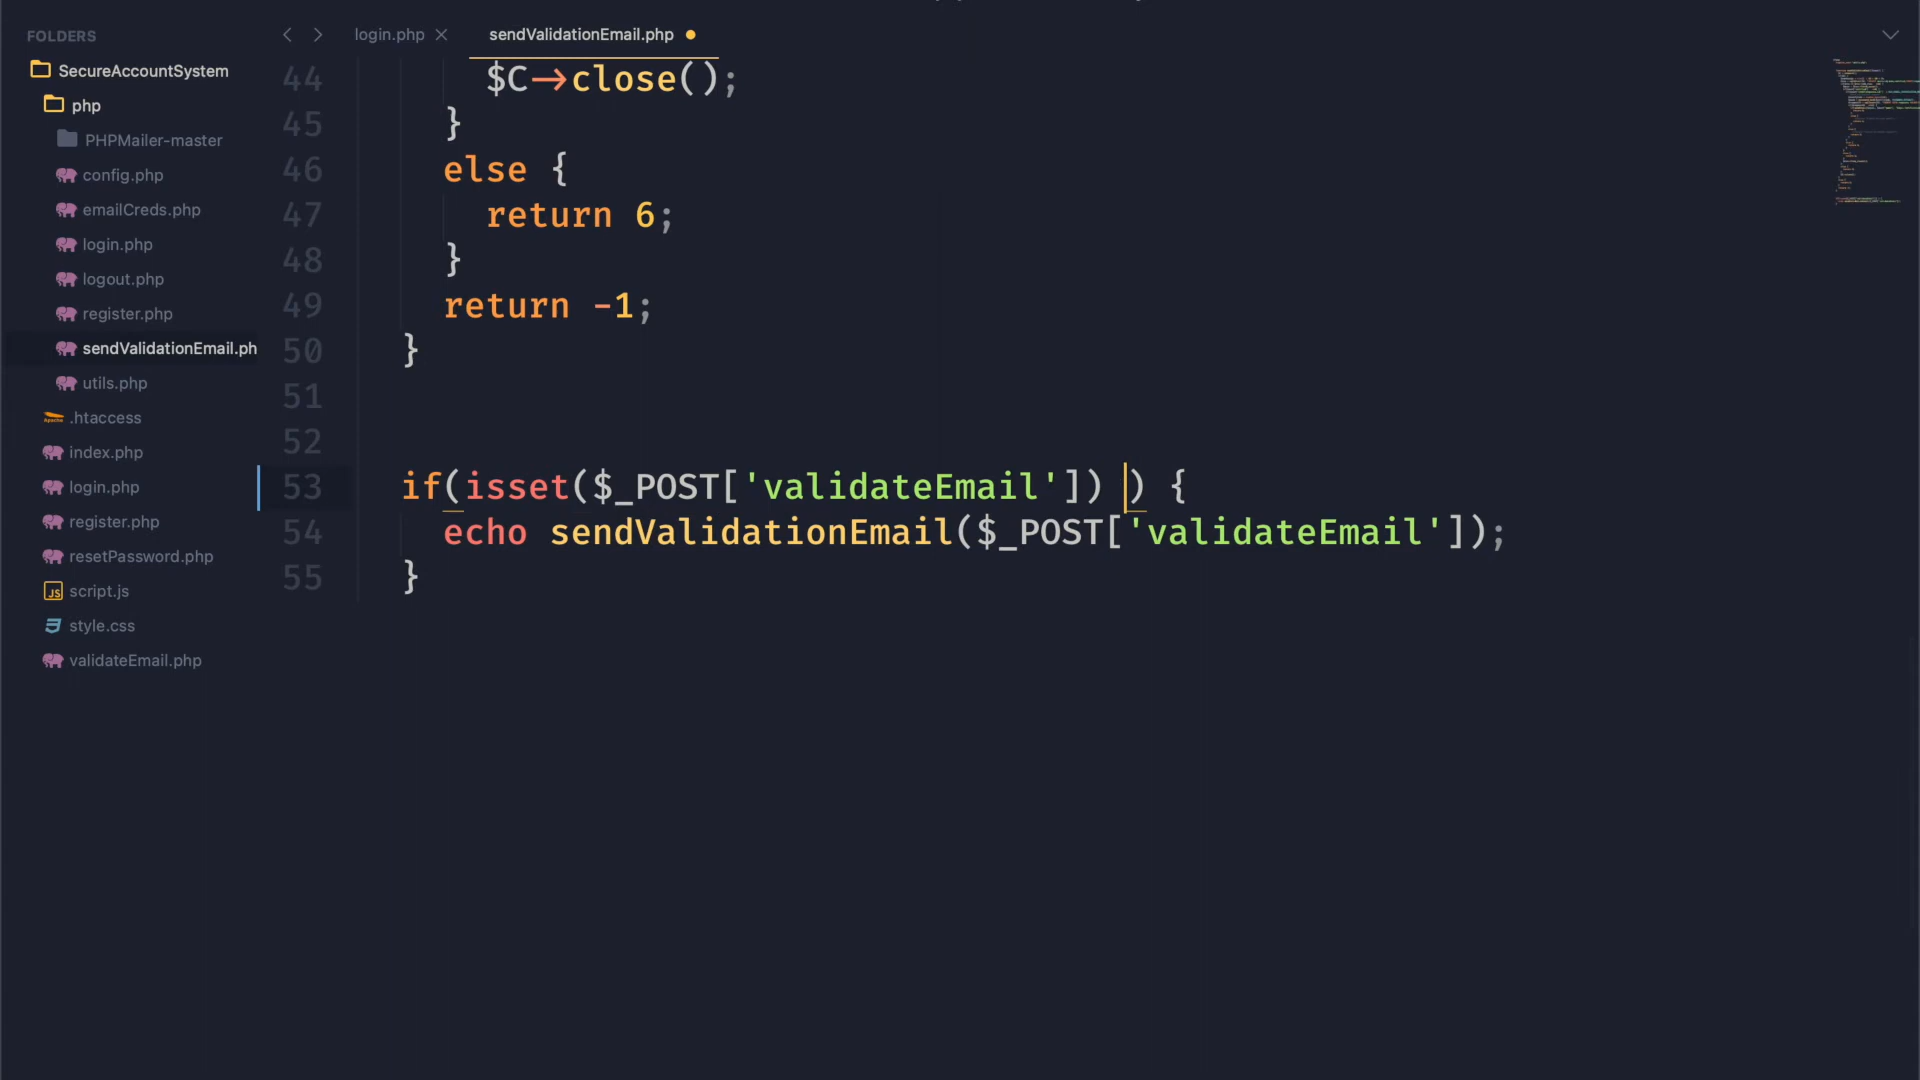 FOLDERS
SecureAccountSystem
php
PHPMailer-master
config.php
emailCreds.php
login.php
logout.php
register.php
sendValidationEmail.ph
utils.php
.htaccess
index.php
login.php
register.php
resetPassword.php
script.js
style.css
validateEmail.php
login.php
sendValidationEmail.php
44 $C->close();
45 }
46 else {
47 return 6;
48 }
49 return -1;
50 }
51
52
53 if(isset($_POST['validateEmail']) ) {
54 echo sendValidationEmail($_POST['validateEmail']);
55 }